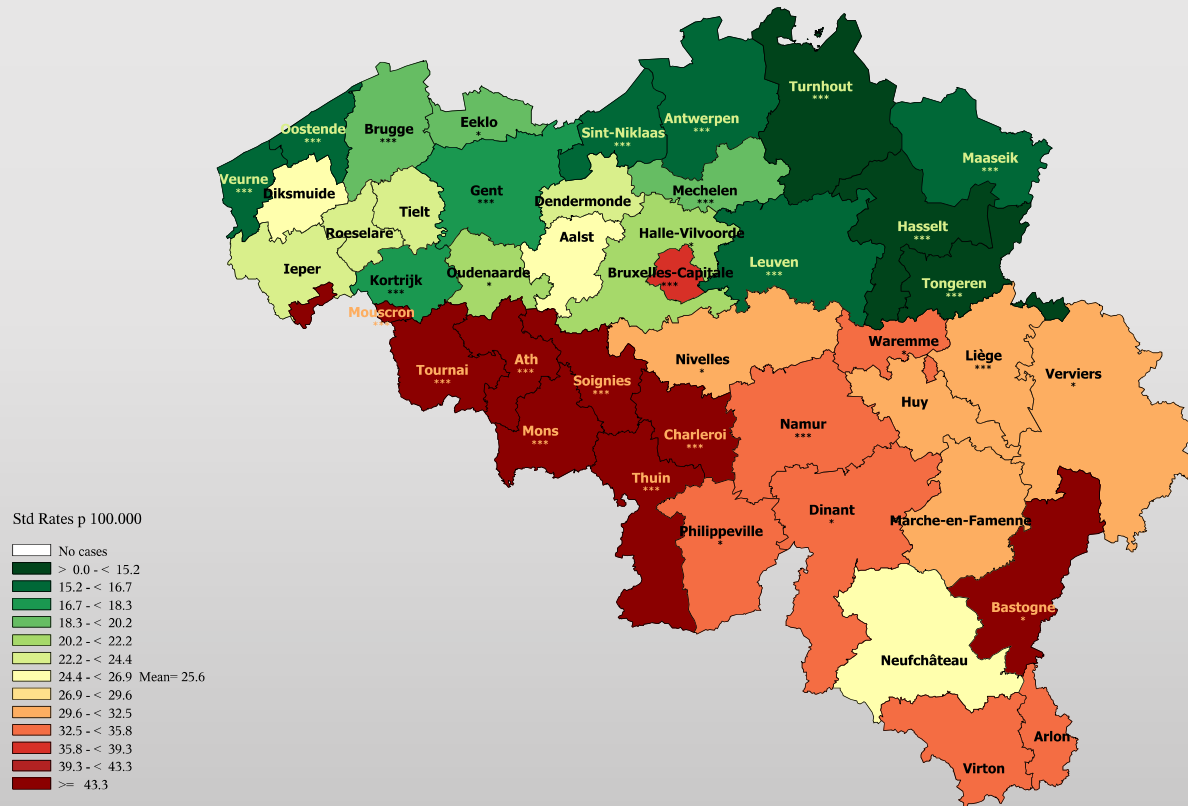 Turnhout
***
Antwerpen
***
Eeklo
*
Oostende
***
Brugge
***
Sint-Niklaas
***
Maaseik
***
Veurne
***
Diksmuide
Gent
***
Mechelen
***
Dendermonde
Tielt
Roeselare
Aalst
Halle-Vilvoorde
*
Hasselt
***
Ieper
Kortrijk
***
Oudenaarde
*
Bruxelles-Capitale
***
Leuven
***
Tongeren
***
Mouscron
***
Tournai
***
Ath
***
Soignies
***
Nivelles
*
Waremme
*
Liège
***
Verviers
*
Huy
Mons
***
Charleroi
***
Namur
***
Thuin
***
Philippeville
*
Dinant
*
Marche-en-Famenne
Bastogne
*
Neufchâteau
Arlon
Virton
Std Rates p 100.000
No cases
> 0.0 - < 15.2
15.2 - < 16.7
16.7 - < 18.3
18.3 - < 20.2
20.2 - < 22.2
22.2 - < 24.4
24.4 - < 26.9 Mean= 25.6
26.9 - < 29.6
29.6 - < 32.5
32.5 - < 35.8
35.8 - < 39.3
39.3 - < 43.3
>= 43.3